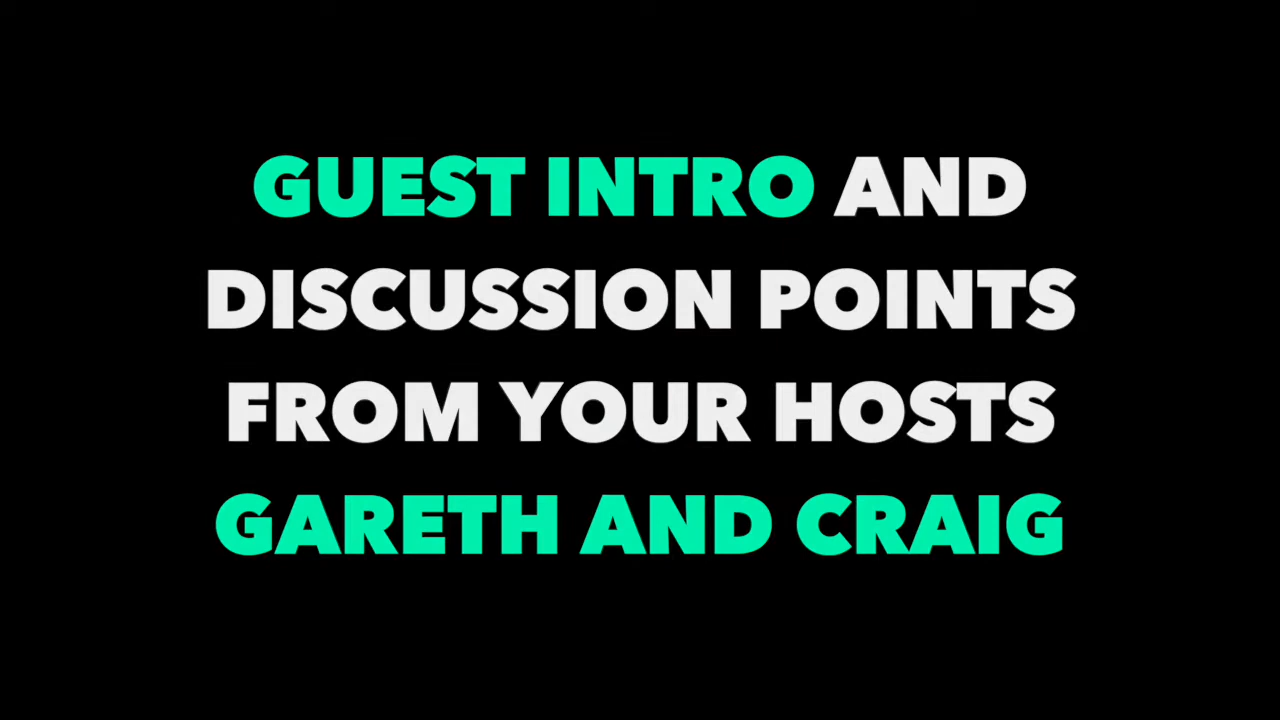 GUEST INTRO AND
DISCUSSION POINTS
FROM YOUR HOSTS
GARETH AND CRAIG